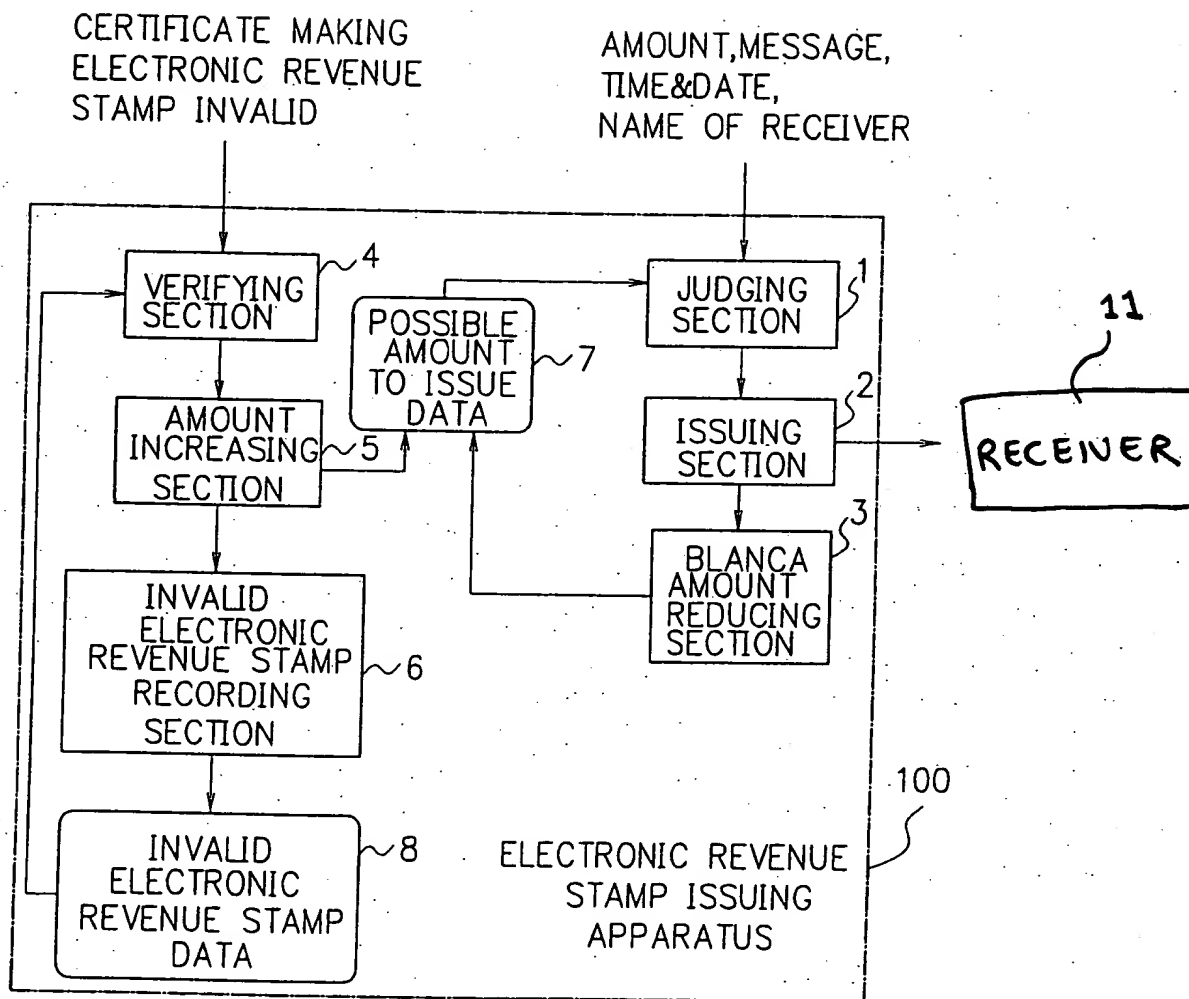 CERTIFICATE MAKING
ELECTRONIC REVENUE
STAMP INVALID
AMOUNT,MESSAGE,
TIME&DATE,
NAME OF RECEIVER
VERIFYING
SECTION
4
POSSIBLE
AMOUNT
TO ISSUE
DATA
7
JUDGING
SECTION
1
11
AMOUNT
INCREASING
SECTION
5
ISSUING
SECTION
2
RECEIVER
BLANCA
AMOUNT
REDUCING
SECTION
3
INVALID
ELECTRONIC
REVENUE STAMP
RECORDING
SECTION
6
INVALID
ELECTRONIC
REVENUE STAMP
DATA
8
ELECTRONIC REVENUE
STAMP ISSUING
APPARATUS
100